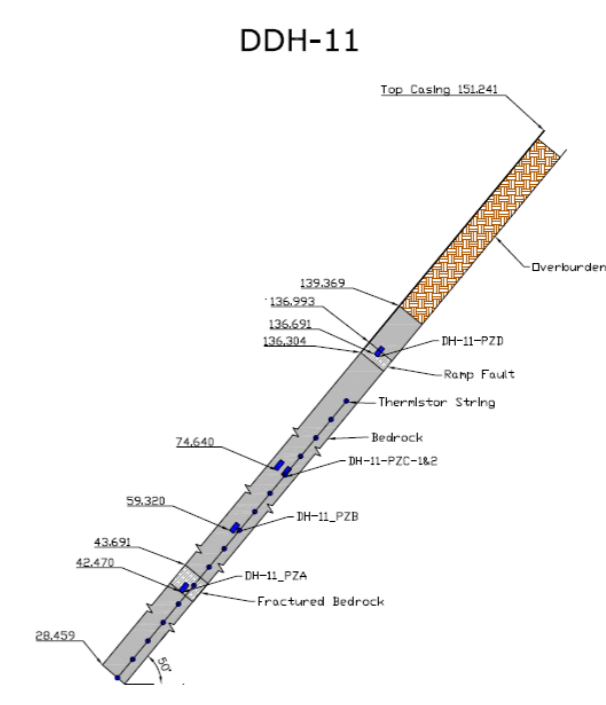 DDH-11
Top Casing 151.241
Overburden
139.369
136.993
136.691
DH-11-PZD
136.304
Ramp Fault
Thermistor String
Bedrock
74.640
DH-11-PZC-1&2
59.320
DH-11_PZB
43.691
42.470
DH-11_PZA
Fractured Bedrock
28.459
50°